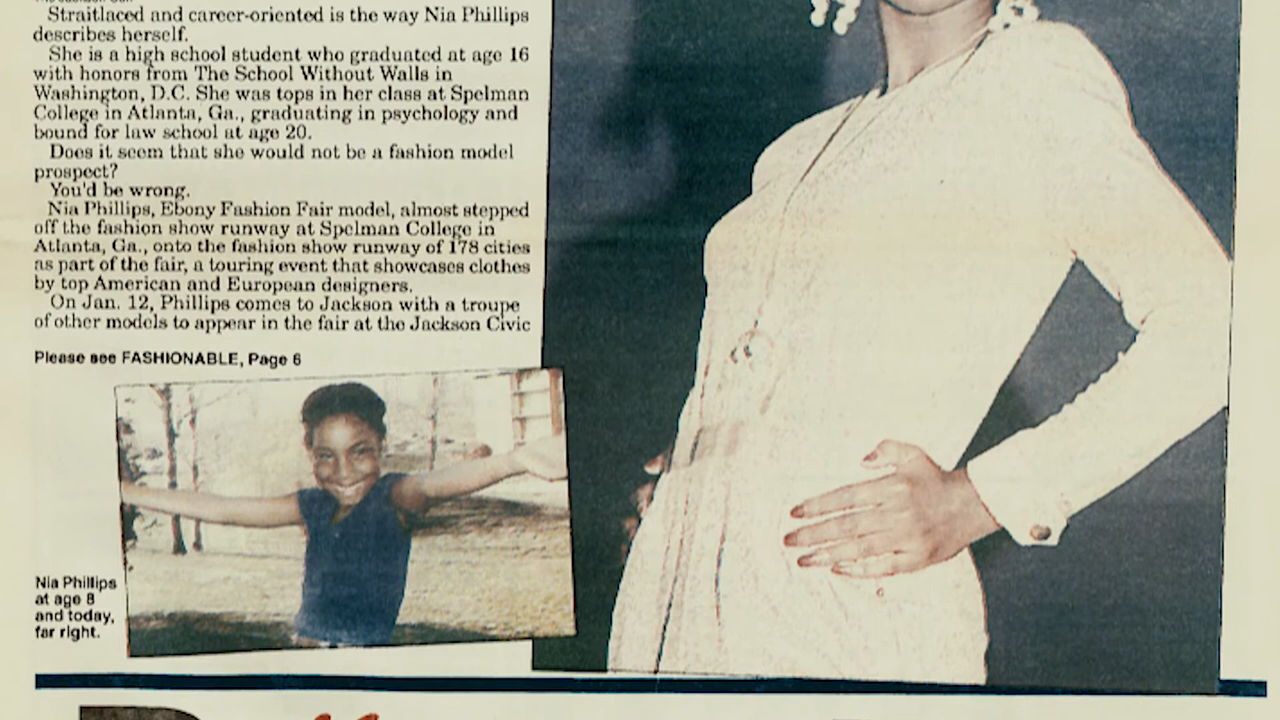 Straitlaced and career-oriented is the way Nia Phillips
describes herself.
She is a high school student who graduated at age 16
with honors from The School Without Walls in
Washington, D.C. She was tops in her class at Spelman
College in Atlanta, Ga., graduating in psychology and
bound for law school at age 20.
Does it seem that she would not be a fashion model
prospect?
You'd be wrong.
Nia Phillips, Ebony Fashion Fair model, almost stepped
off the fashion show runway at Spelman College in
Atlanta, Ga., onto the fashion show runway of 178 cities
as part of the fair, a touring event that showcases clothes
by top American and European designers.
On Jan. 12, Phillips comes to Jackson with a troupe
of other models to appear in the fair at the Jackson Civic
Please see FASHIONABLE, Page 6
Nia Phillips
at age 8
and today,
far right.